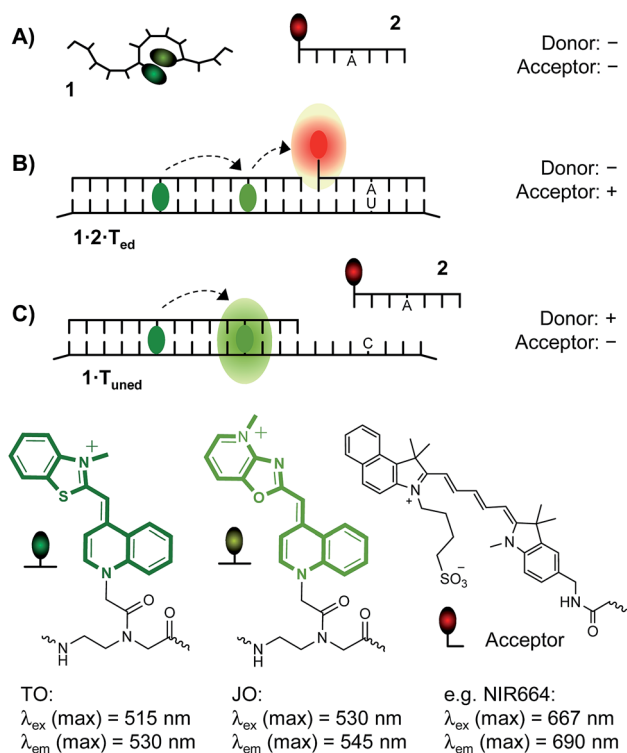 A)
1
2
A
Donor: −
Acceptor: −
B)
A
U
1·2·Ted
Donor: −
Acceptor: +
C)
2
A
C
1·Tuned
Donor: +
Acceptor: −
N
+
S
N
O
N
H
N
O
N
+
N
O
N
O
N
H
N
O
N
+
SO3
−
N
HN
O
Acceptor
TO:
λex (max) = 515 nm
λem (max) = 530 nm
JO:
λex (max) = 530 nm
λem (max) = 545 nm
e.g. NIR664:
λex (max) = 667 nm
λem (max) = 690 nm